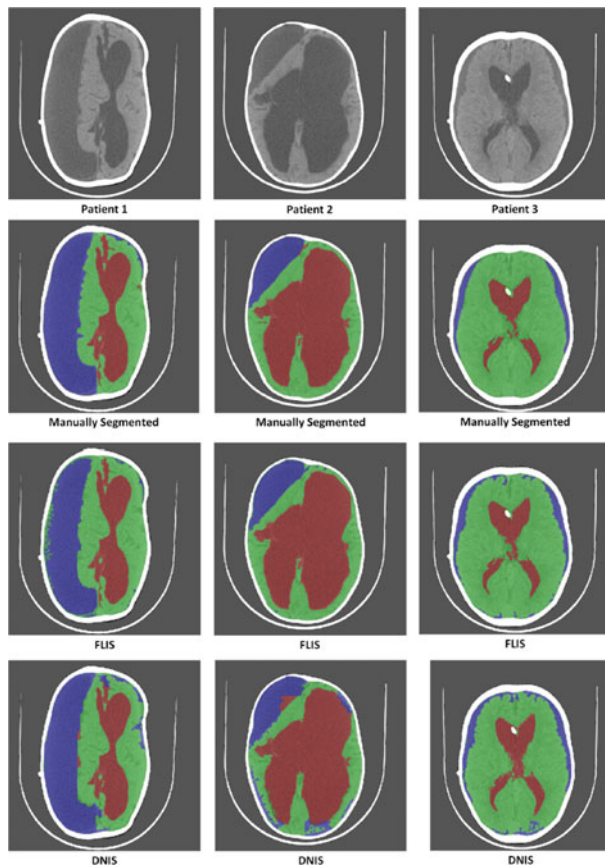 Patient 1
Patient 2
Patient 3
Manually Segmented
Manually Segmented
Manually Segmented
FLIS
FLIS
FLIS
DNIS
DNIS
DNIS